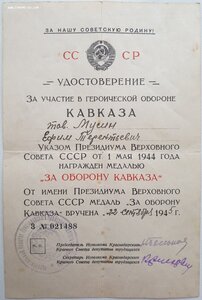 ЗА НАШУ СОВЕТСКУЮ РОДИНУ!
СС СР
УДОСТОВЕРЕНИЕ
ЗА УЧАСТИЕ В ГЕРОИЧЕСКОЙ ОБОРОНЕ
КАВКАЗА
тов. Мусин
Ефим Терентьевич
УКАЗОМ ПРЕЗИДИУМА ВЕРХОВНОГО
СОВЕТА СССР ОТ 1 МАЯ 1944 ГОДА
НАГРАЖДЕН МЕДАЛЬЮ
„ЗА ОБОРОНУ КАВКАЗА“
ОТ ИМЕНИ ПРЕЗИДИУМА ВЕРХОВНОГО
СОВЕТА СССР МЕДАЛЬ „ЗА ОБОРОНУ
КАВКАЗА“ ВРУЧЕНА „22 сентября 1945 г.
З № 021488
Председатель Исполкома Краснодарского
Краевого Совета депутатов трудящихся
Секретарь Исполкома Краснодарского
Краевого Совета депутатов трудящихся